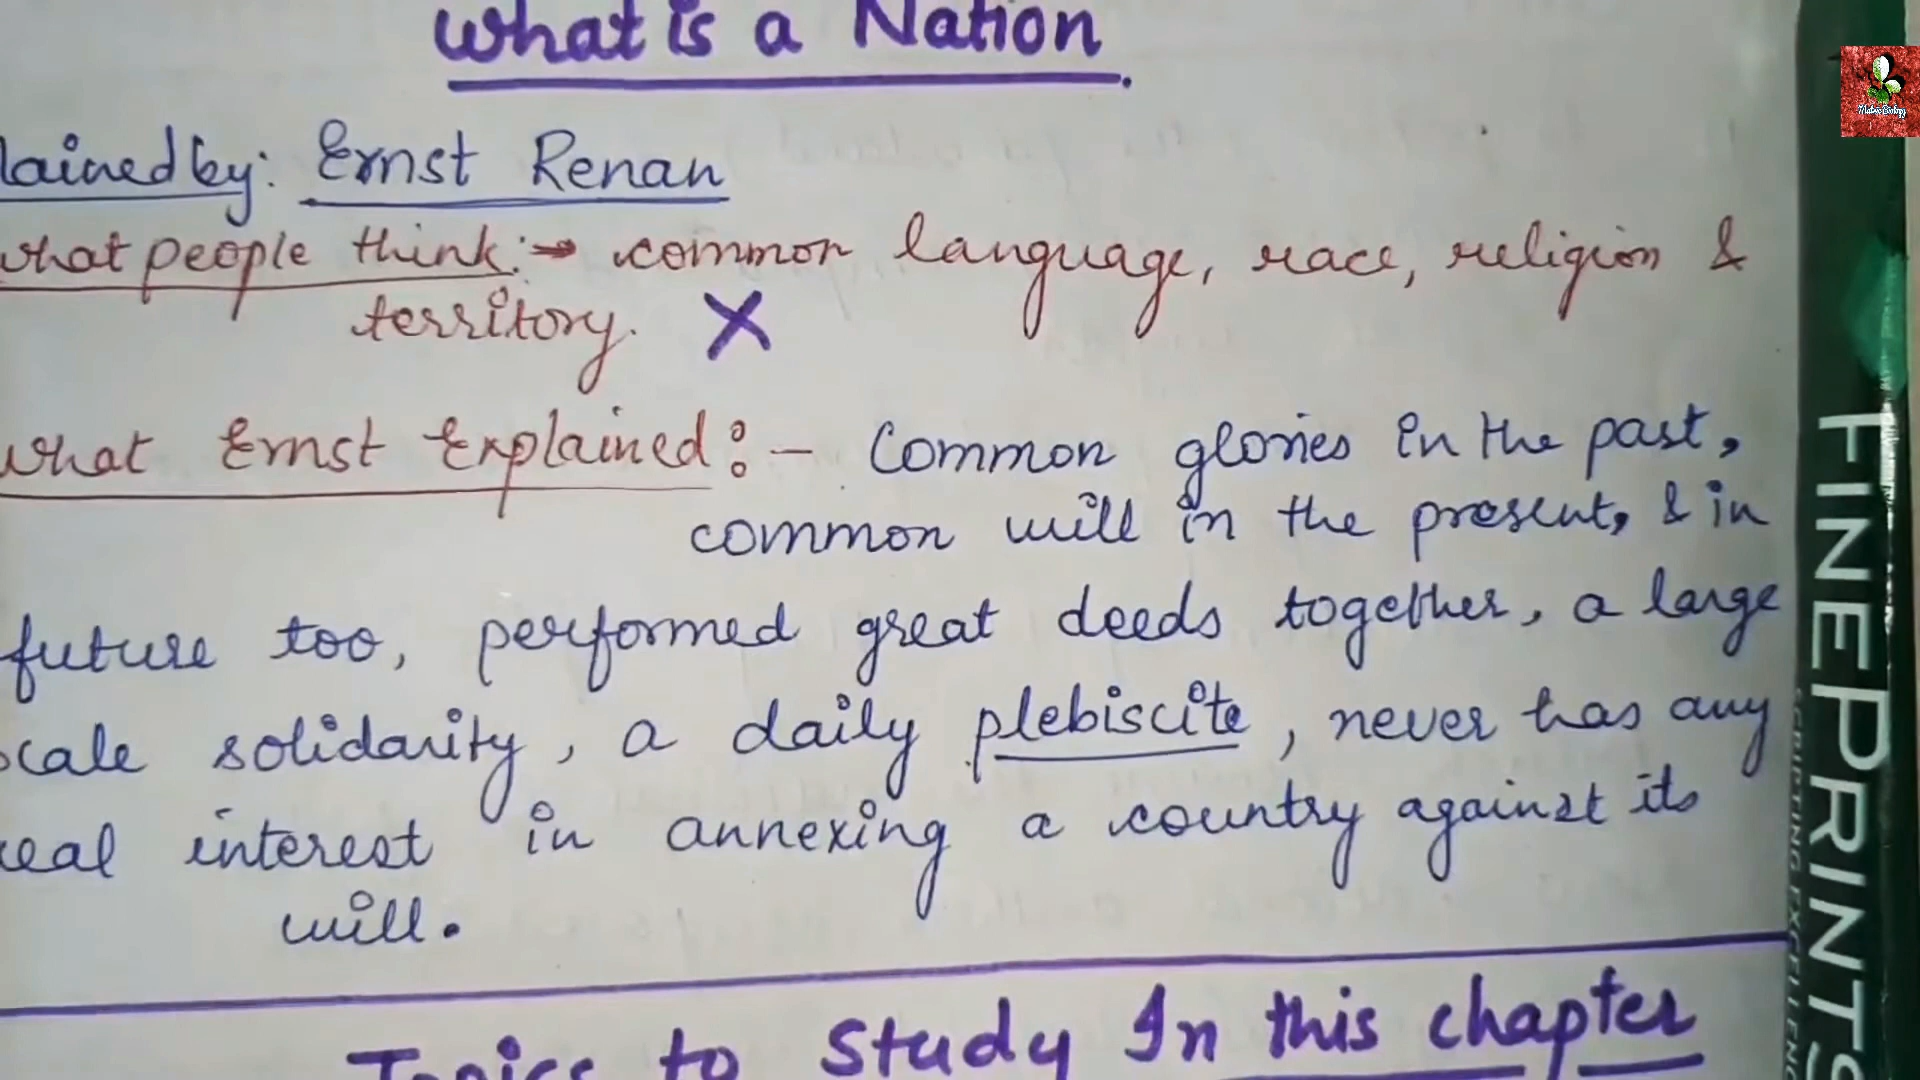 What is a Nation.
lained by: Ernst Renan
what people think:→ common language, race, religion &
territory. X
what Ernst Explained:- Common glories in the past,
common will in the present, & in
future too, performed great deeds together, a large
scale solidarity, a daily plebiscite, never has any
real interest in annexing a country against its
will.
Topics to Study In this chapter
FINEPRINTS
Matrix Biology